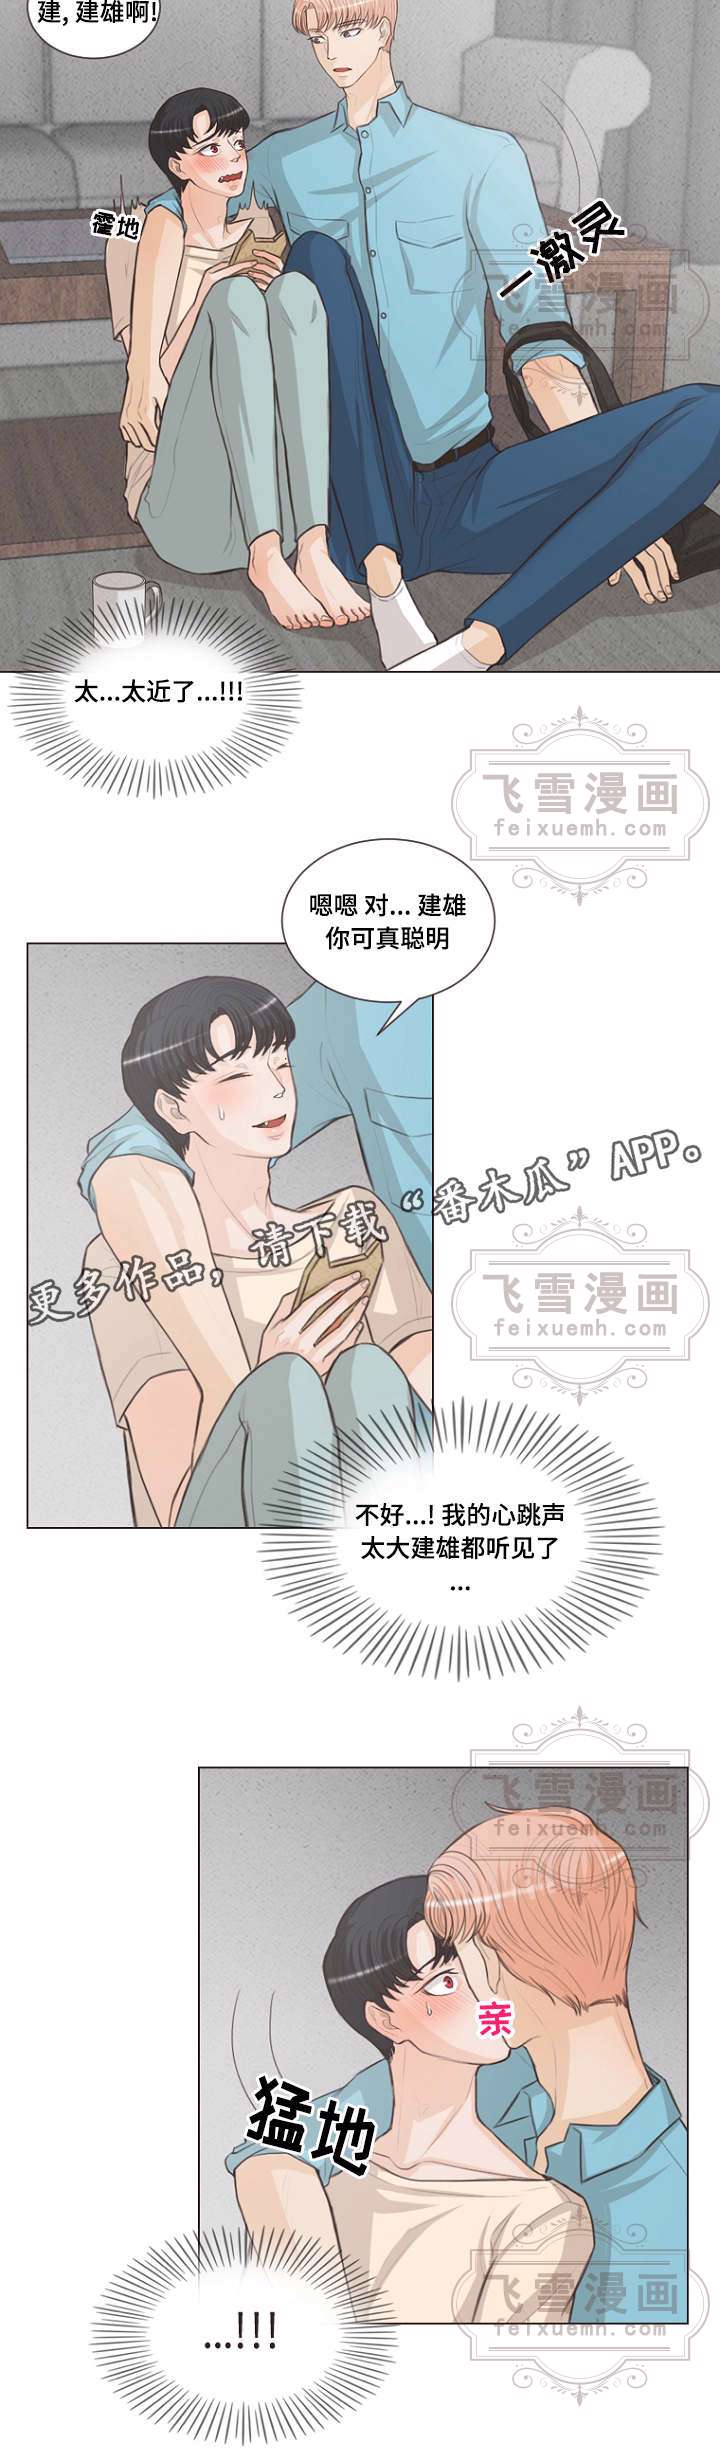 建, 建雄啊!
霍地
一激灵
飞雪漫画
feixuemh.com
太...太近了...!!!
飞雪漫画
feixuemh.com
嗯嗯 对... 建雄
你可真聪明
更多作品，请下载“番木瓜”APP。
飞雪漫画
feixuemh.com
不好...! 我的心跳声
太大建雄都听见了
...
飞雪漫画
feixuemh.com
亲
猛地
飞雪漫画
feixuemh.com
...!!!